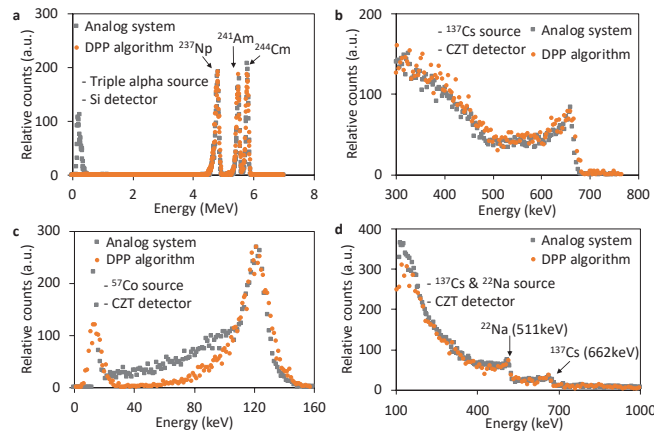 a
Analog system
DPP algorithm
241Am
237Np
244Cm
- Triple alpha source
- Si detector
Relative counts (a.u.)
300
200
100
0
0 2 4 6 8
Energy (MeV)
b
- 137Cs source
- CZT detector
Analog system
DPP algorithm
Relative counts (a.u.)
200
150
100
50
0
300 400 500 600 700 800
Energy (keV)
c
Analog system
DPP algorithm
- 57Co source
- CZT detector
Relative counts (a.u.)
300
200
100
0
0 40 80 120 160
Energy (keV)
d
Analog system
DPP algorithm
- 137Cs & 22Na source
- CZT detector
22Na (511keV)
137Cs (662keV)
Relative counts (a.u.)
400
300
200
100
0
100 400 700 1000
Energy (keV)